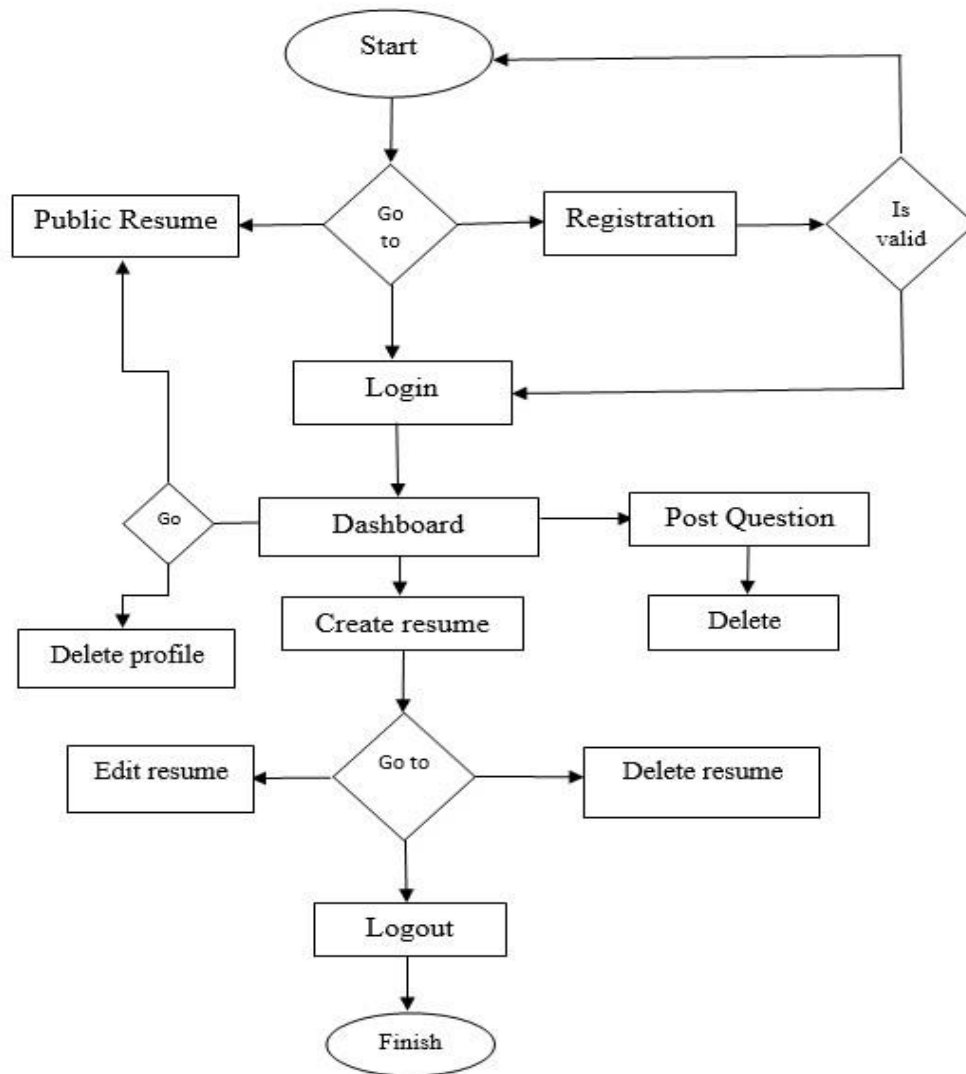 Start
Public Resume
Go
to
Registration
Is
valid
Login
Go
Dashboard
Post Question
Create resume
Delete
Delete profile
Edit resume
Go to
Delete resume
Logout
Finish